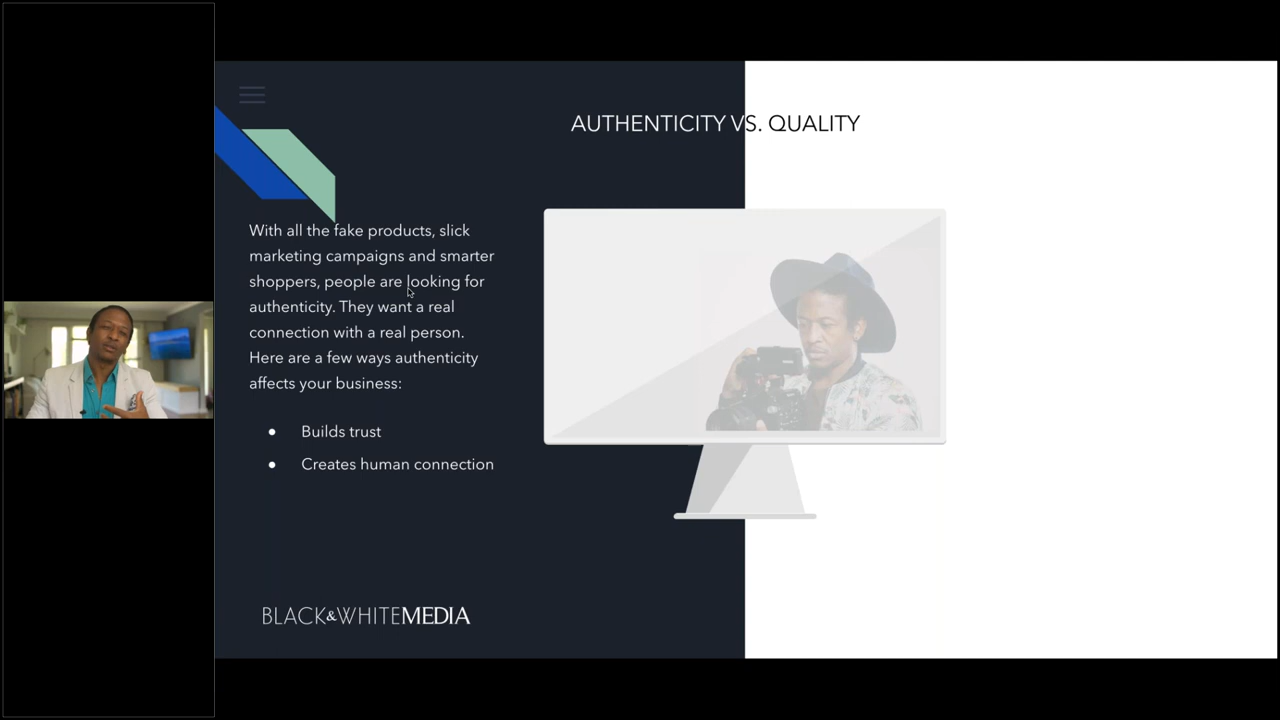 AUTHENTICITY VS. QUALITY
With all the fake products, slick
marketing campaigns and smarter
shoppers, people are looking for
authenticity. They want a real
connection with a real person.
Here are a few ways authenticity
affects your business:
● Builds trust
● Creates human connection
BLACK&WHITEMEDIA